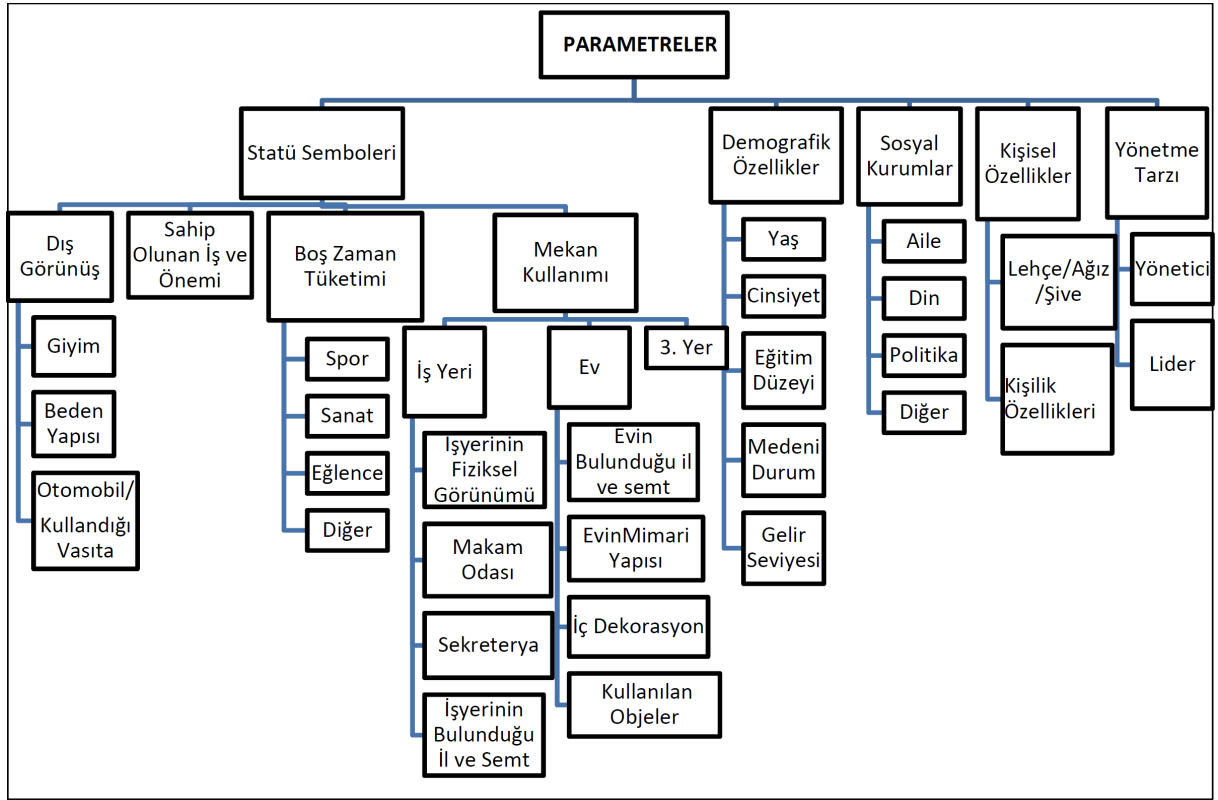 PARAMETRELER
Statü Semboleri
Demografik
Özellikler
Sosyal
Kurumlar
Kişisel
Özellikler
Yönetme
Tarzı
Dış
Görünüş
Sahip
Olunan İş ve
Önemi
Boş Zaman
Tüketimi
Mekan
Kullanımı
Giyim
Beden
Yapısı
Otomobil/
Kullandığı
Vasıta
Spor
Sanat
Eğlence
Diğer
İş Yeri
Ev
3. Yer
İşyerinin
Fiziksel
Görünümü
Makam
Odası
Sekreterya
İşyerinin
Bulunduğu
İl ve Semt
Evin
Bulunduğu il
ve semt
EvinMimari
Yapısı
İç Dekorasyon
Kullanılan
Objeler
Yaş
Cinsiyet
Eğitim
Düzeyi
Medeni
Durum
Gelir
Seviyesi
Aile
Din
Politika
Diğer
Lehçe/Ağız
/Şive
Kişilik
Özellikleri
Yönetici
Lider